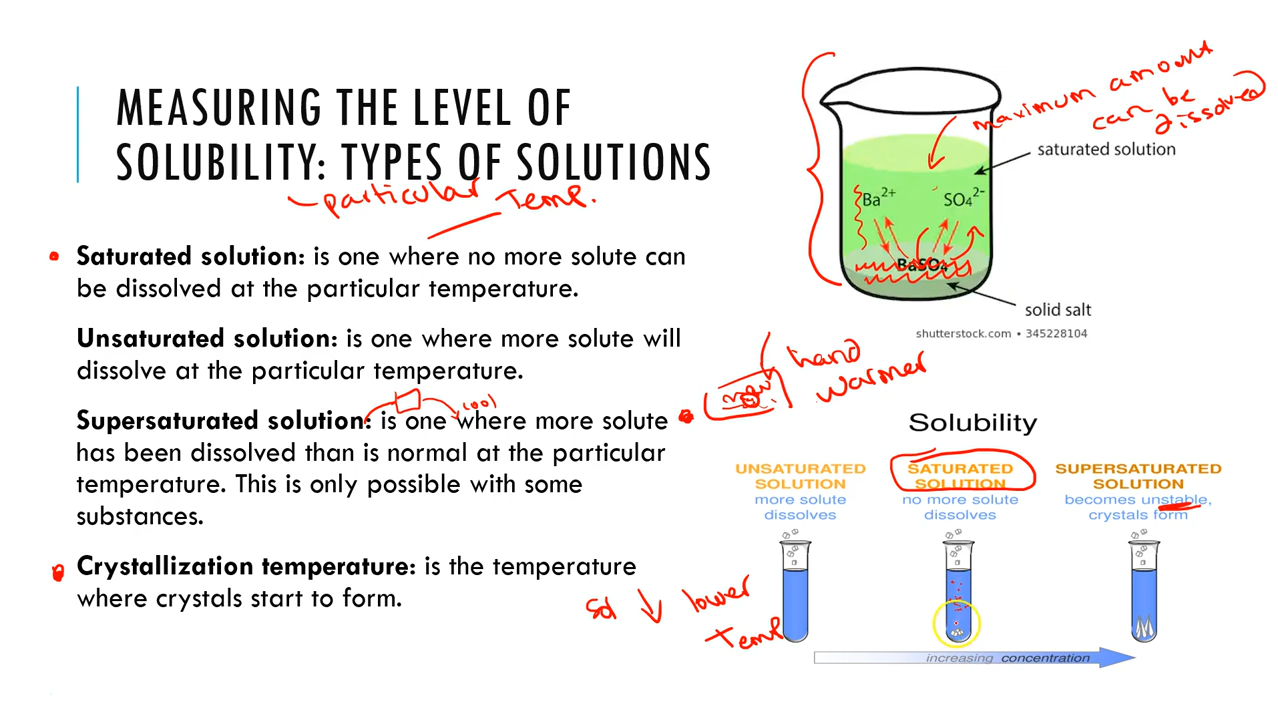 MEASURING THE LEVEL OF
SOLUBILITY: TYPES OF SOLUTIONS
particular Temp.
Saturated solution: is one where no more solute can
be dissolved at the particular temperature.
Unsaturated solution: is one where more solute will
dissolve at the particular temperature.
Supersaturated solution: is one where more solute
has been dissolved than is normal at the particular
temperature. This is only possible with some
substances.
Crystallization temperature: is the temperature
where crystals start to form.
maximum amount
can be
dissolved
saturated solution
Ba2+
SO42-
BaSO4
solid salt
shutterstock.com • 345228104
hand
warmer
Solubility
UNSATURATED
SOLUTION
more solute
dissolves
SATURATED
SOLUTION
no more solute
dissolves
SUPERSATURATED
SOLUTION
becomes unstable,
crystals form
lower
Temp
increasing concentration